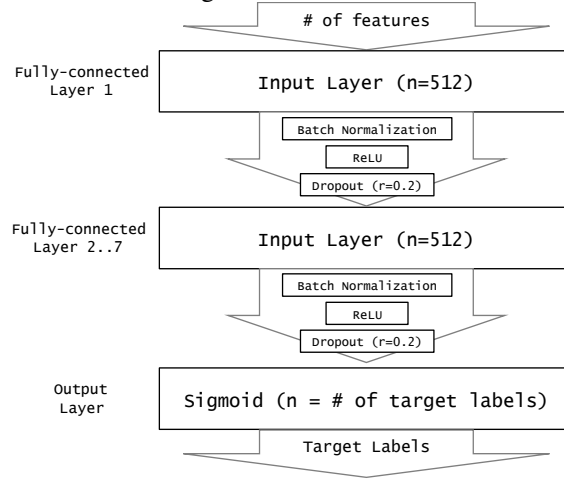 # of features
Fully-connected
Layer 1
Input Layer (n=512)
Batch Normalization
ReLU
Dropout (r=0.2)
Fully-connected
Layer 2..7
Input Layer (n=512)
Batch Normalization
ReLU
Dropout (r=0.2)
Output
Layer
Sigmoid (n = # of target labels)
Target Labels